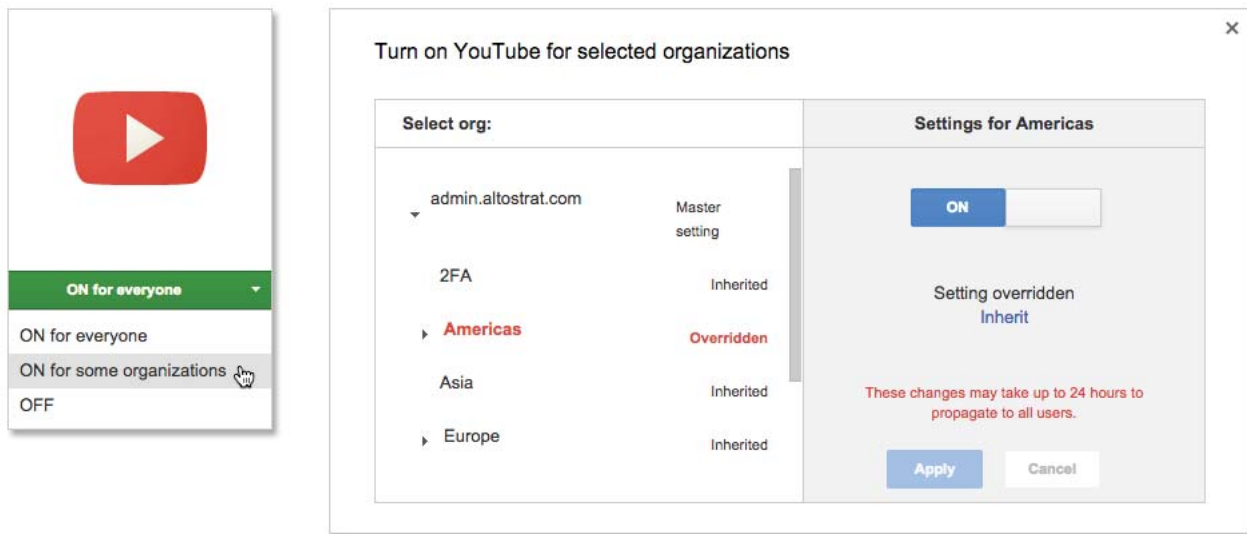 ON for everyone
ON for everyone
ON for some organizations
OFF
Turn on YouTube for selected organizations
Select org:
Settings for Americas
admin.altostrat.com
Master
setting
ON
2FA
Inherited
Setting overridden
Inherit
Americas
Overridden
Asia
Inherited
These changes may take up to 24 hours to
propagate to all users.
Europe
Inherited
Apply
Cancel